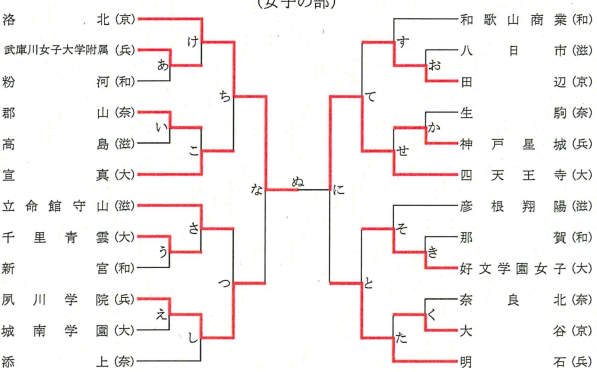 (女子の部)
洛北(京)
武庫川女子大学附属(兵)
粉河(和)
郡山(奈)
高島(滋)
宣真(大)
立命館守山(滋)
千里青雲(大)
新宮(和)
夙川学院(兵)
城南学園(大)
添上(奈)
け
あ
ち
い
こ
な
さ
う
つ
え
し
ぬ
に
す
お
て
か
せ
そ
き
と
く
た
和歌山商業(和)
八日市(滋)
田辺(京)
生駒(奈)
神戸星城(兵)
四天王寺(大)
彦根翔陽(滋)
那賀(和)
好文学園女子(大)
奈良北(奈)
大谷(京)
明石(兵)